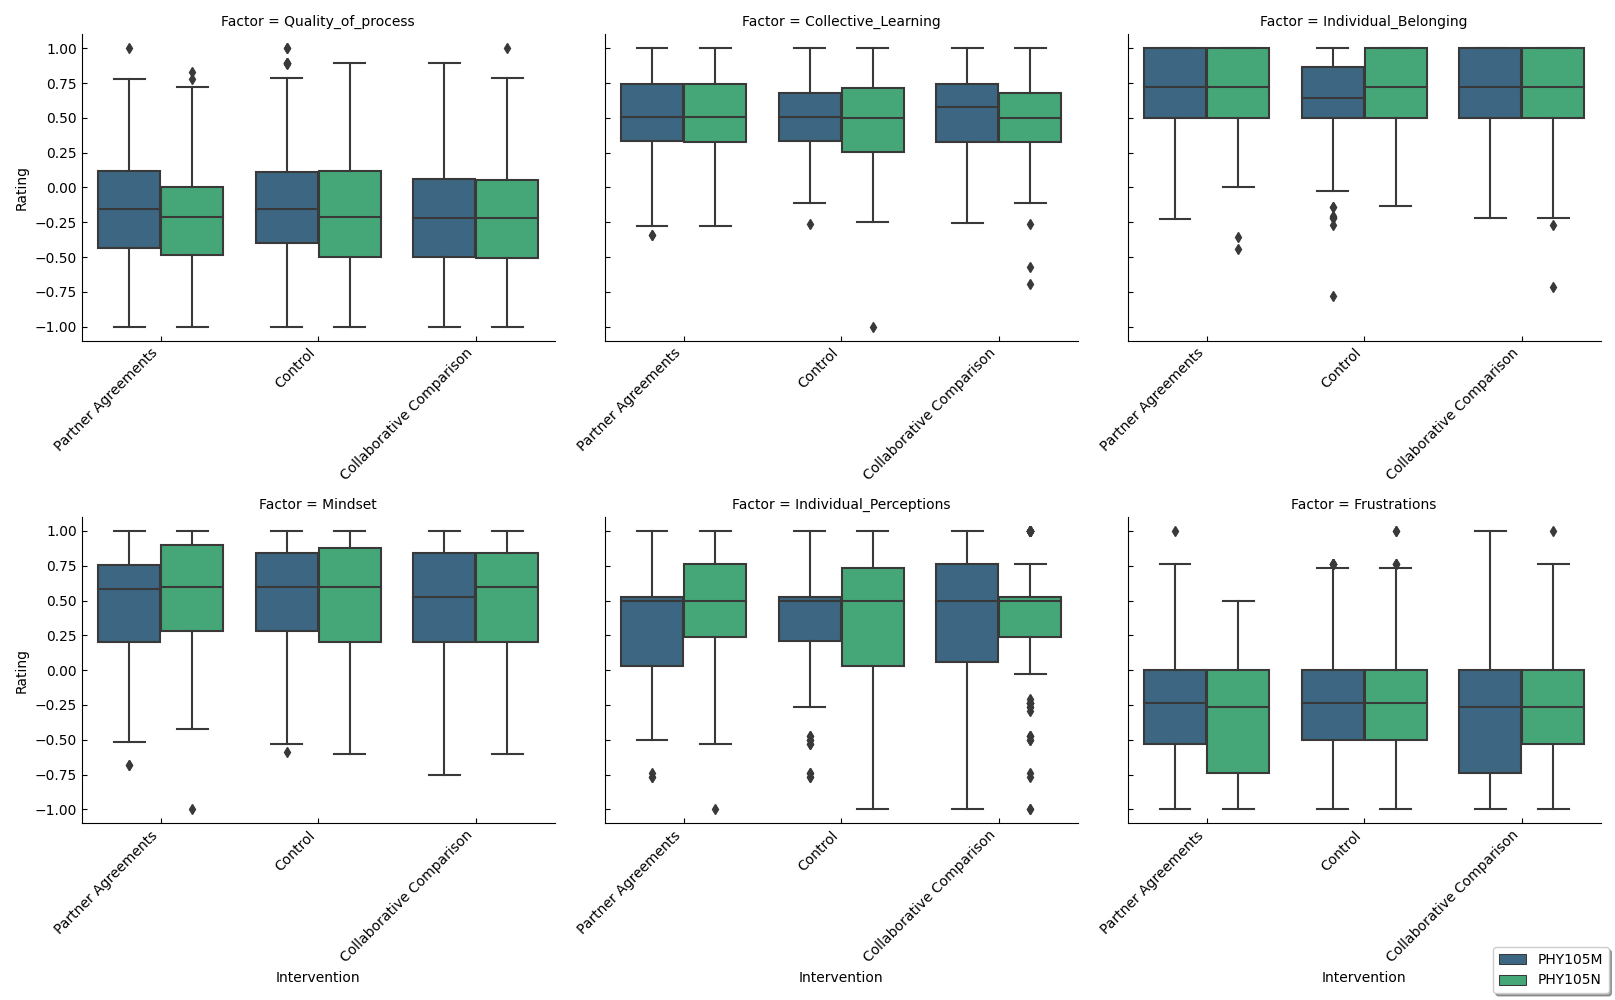 Factor = Quality_of_process
Factor = Collective_Learning
Factor = Individual_Belonging
1.00
0.75
0.50
0.25
0.00
−0.25
−0.50
−0.75
−1.00
Rating
Partner Agreements
Control
Collaborative Comparison
Partner Agreements
Control
Collaborative Comparison
Partner Agreements
Control
Collaborative Comparison
Factor = Mindset
Factor = Individual_Perceptions
Factor = Frustrations
1.00
0.75
0.50
0.25
0.00
−0.25
−0.50
−0.75
−1.00
Rating
Partner Agreements
Control
Collaborative Comparison
Partner Agreements
Control
Collaborative Comparison
Partner Agreements
Control
Collaborative Comparison
Intervention
Intervention
Intervention
PHY105M
PHY105N